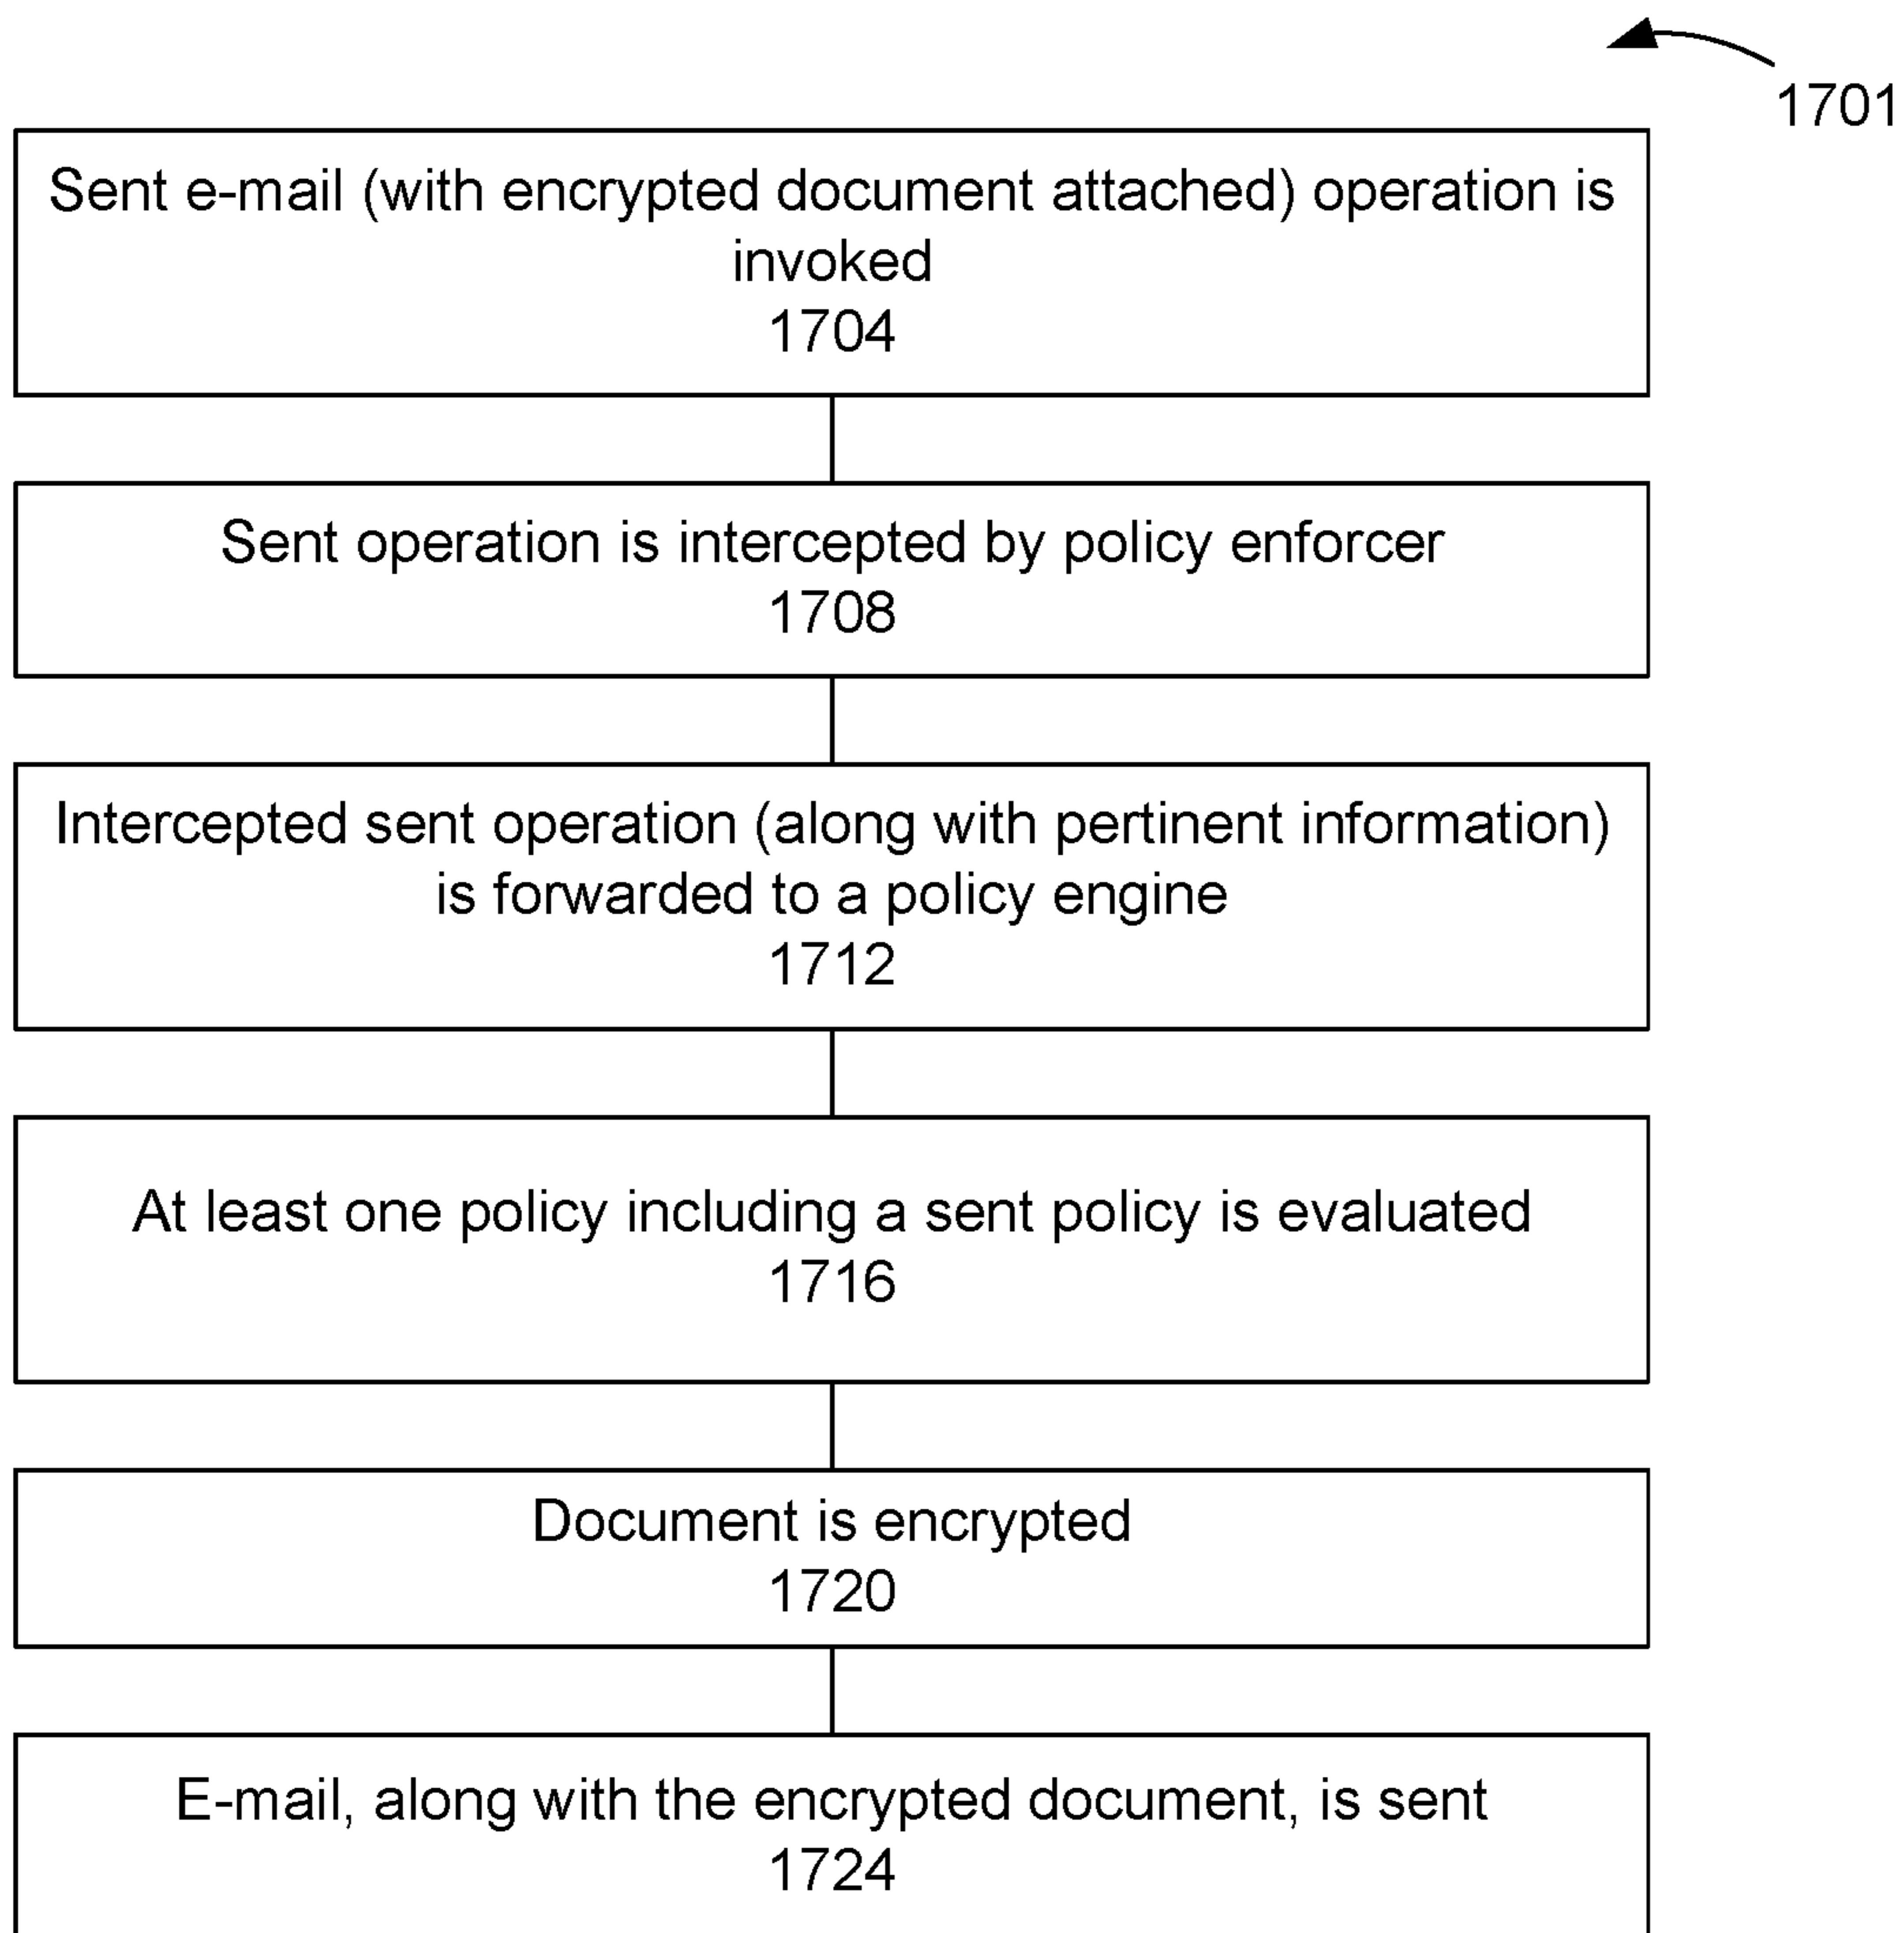 1701
Sent e-mail (with encrypted document attached) operation is
invoked
1704
Sent operation is intercepted by policy enforcer
1708
Intercepted sent operation (along with pertinent information)
is forwarded to a policy engine
1712
At least one policy including a sent policy is evaluated
1716
Document is encrypted
1720
E-mail, along with the encrypted document, is sent
1724